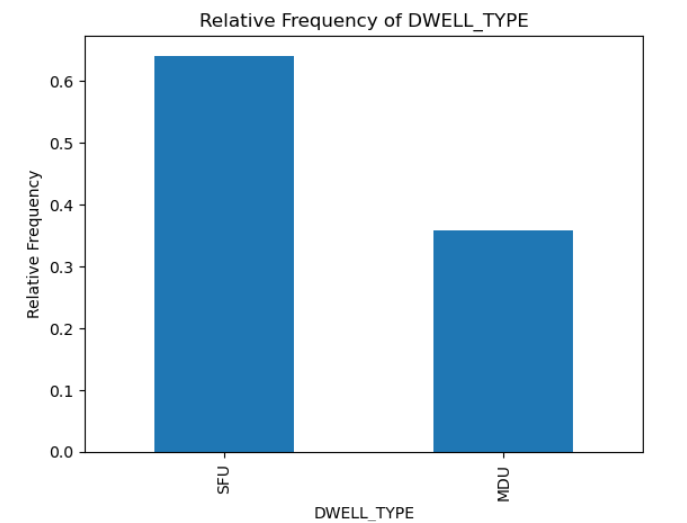 Relative Frequency of DWELL_TYPE
0.6
0.5
0.4
0.3
0.2
0.1
0.0
Relative Frequency
SFU
MDU
DWELL_TYPE